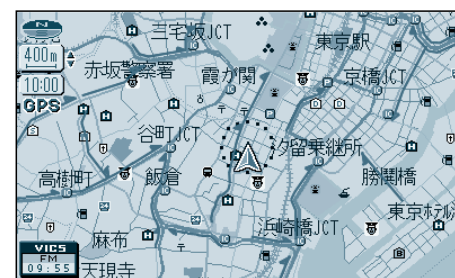 三宅坂JCT
東京駅
400m
赤坂警察署
霞が関
京橋JCT
10:00
GPS
谷町JCT
汐留乗継所
高樹町
飯倉
勝鬨橋
東京ホテル
浜崎橋JCT
VICS
FM
09:55
麻布
天現寺